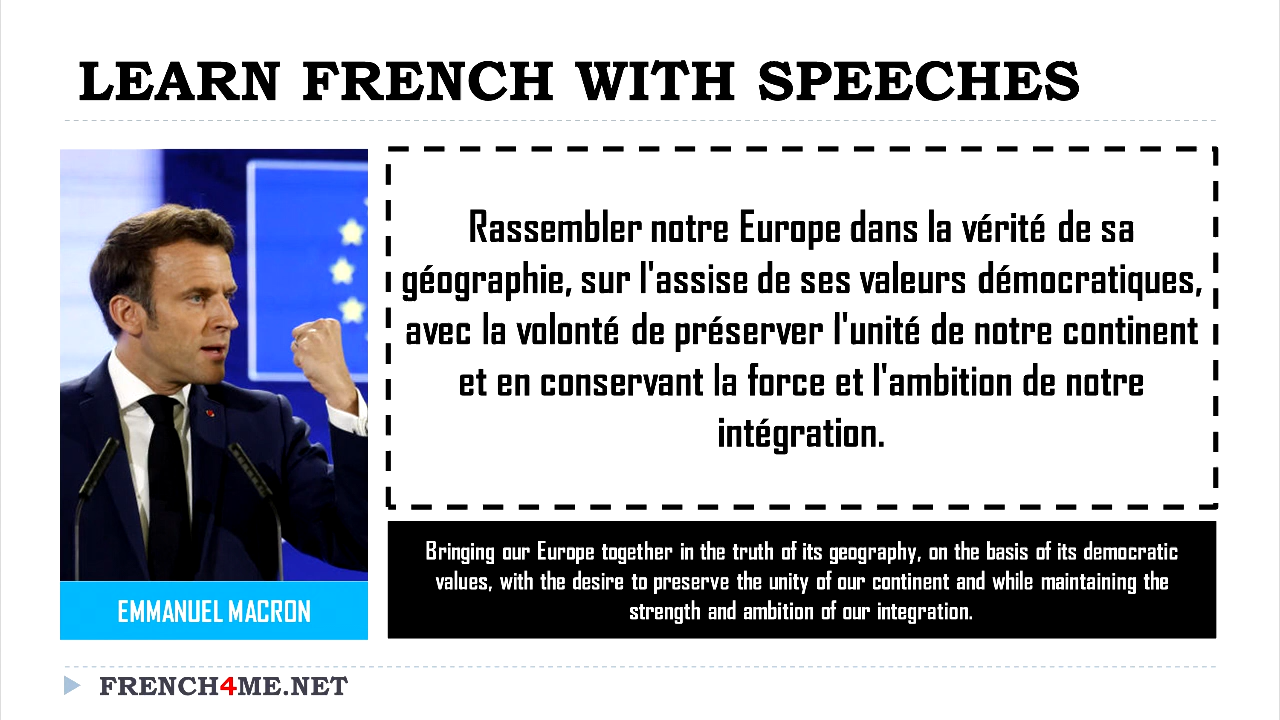 LEARN FRENCH WITH SPEECHES
Rassembler notre Europe dans la vérité de sa
géographie, sur l'assise de ses valeurs démocratiques,
avec la volonté de préserver l'unité de notre continent
et en conservant la force et l'ambition de notre
intégration.
Bringing our Europe together in the truth of its geography, on the basis of its democratic
values, with the desire to preserve the unity of our continent and while maintaining the
strength and ambition of our integration.
EMMANUEL MACRON
FRENCH4ME.NET